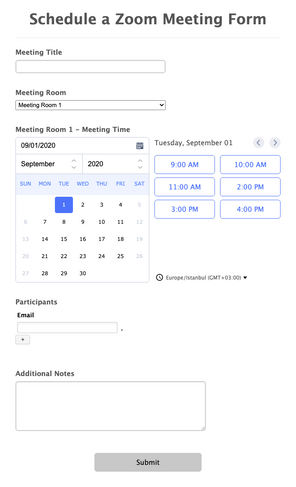 Schedule a Zoom Meeting Form
Meeting Title
Meeting Room
Meeting Room 1
Meeting Room 1 - Meeting Time
09/01/2020
September 2020
SUN MON TUE WED THU FRI SAT
1 2 3 4 5
6 7 8 9 10 11 12
13 14 15 16 17 18 19
20 21 22 23 24 25 26
27 28 29 30
Tuesday, September 01
9:00 AM 10:00 AM
11:00 AM 2:00 PM
3:00 PM 4:00 PM
Europe/Istanbul (GMT+03:00)
Participants
Email
,
+
Additional Notes
Submit